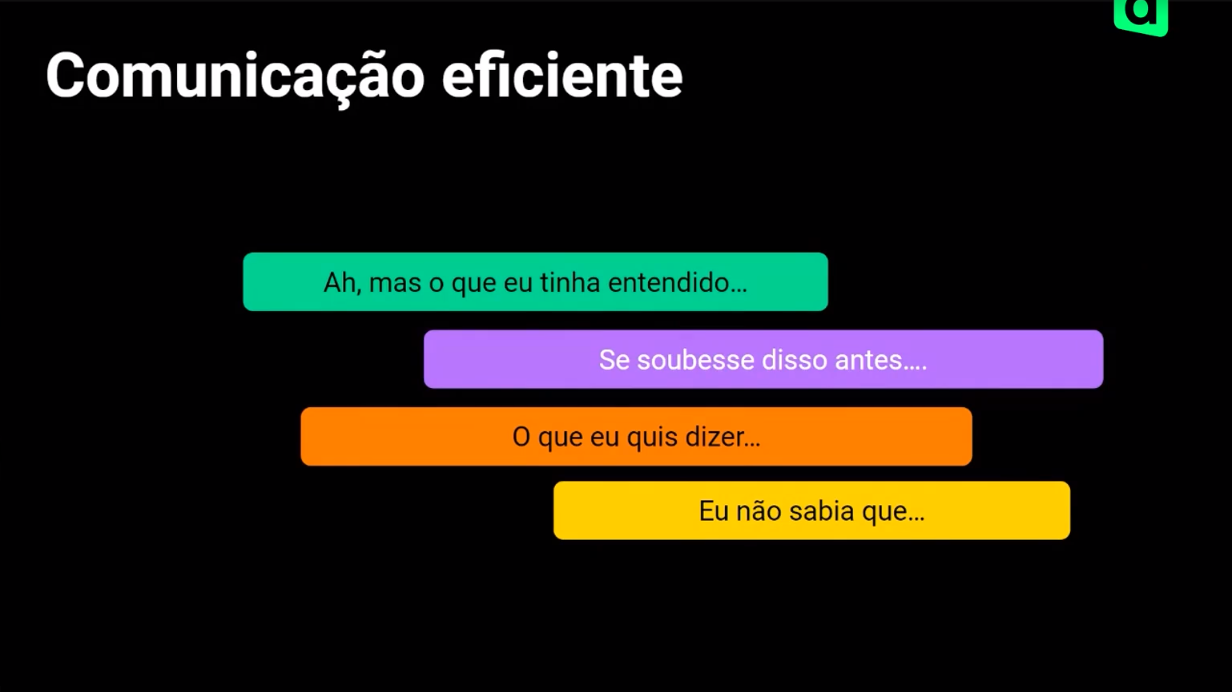 Comunicação eficiente
Ah, mas o que eu tinha entendido...
Se soubesse disso antes....
O que eu quis dizer...
Eu não sabia que...